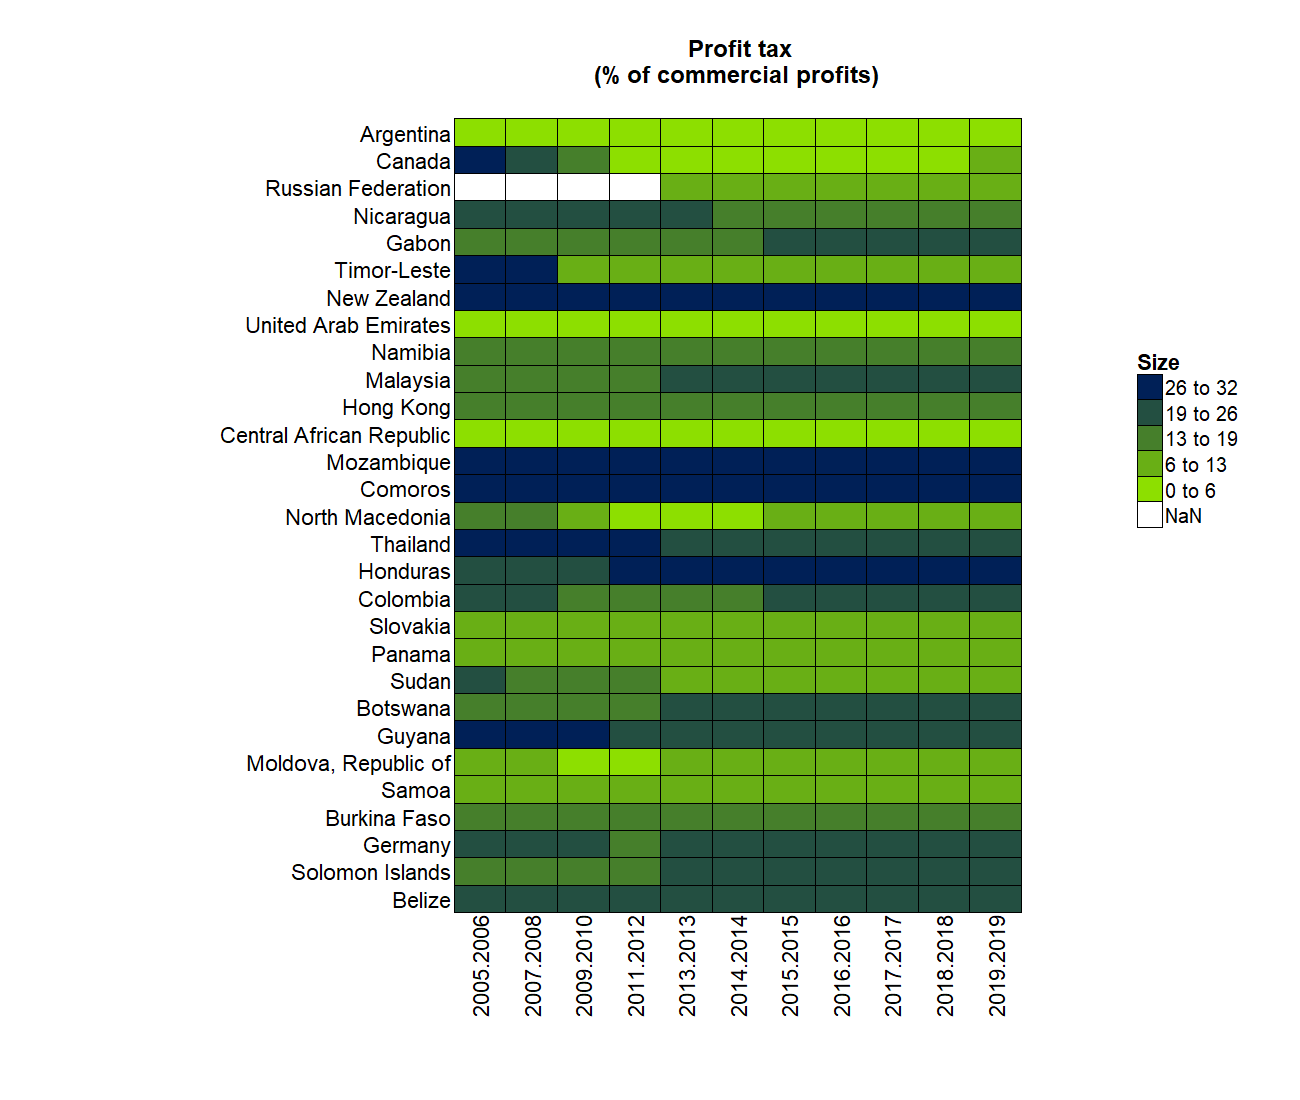 Profit tax
(% of commercial profits)
Argentina
Canada
Russian Federation
Nicaragua
Gabon
Timor-Leste
New Zealand
United Arab Emirates
Namibia
Malaysia
Hong Kong
Central African Republic
Mozambique
Comoros
North Macedonia
Thailand
Honduras
Colombia
Slovakia
Panama
Sudan
Botswana
Guyana
Moldova, Republic of
Samoa
Burkina Faso
Germany
Solomon Islands
Belize
2005.2006
2007.2008
2009.2010
2011.2012
2013.2013
2014.2014
2015.2015
2016.2016
2017.2017
2018.2018
2019.2019
Size
26 to 32
19 to 26
13 to 19
6 to 13
0 to 6
NaN